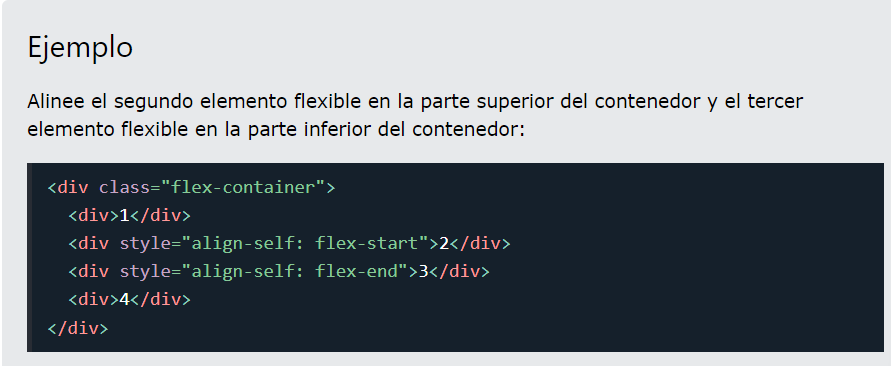 Ejemplo
Alinee el segundo elemento flexible en la parte superior del contenedor y el tercer
elemento flexible en la parte inferior del contenedor:
<div class="flex-container">
  <div>1</div>
  <div style="align-self: flex-start">2</div>
  <div style="align-self: flex-end">3</div>
  <div>4</div>
</div>